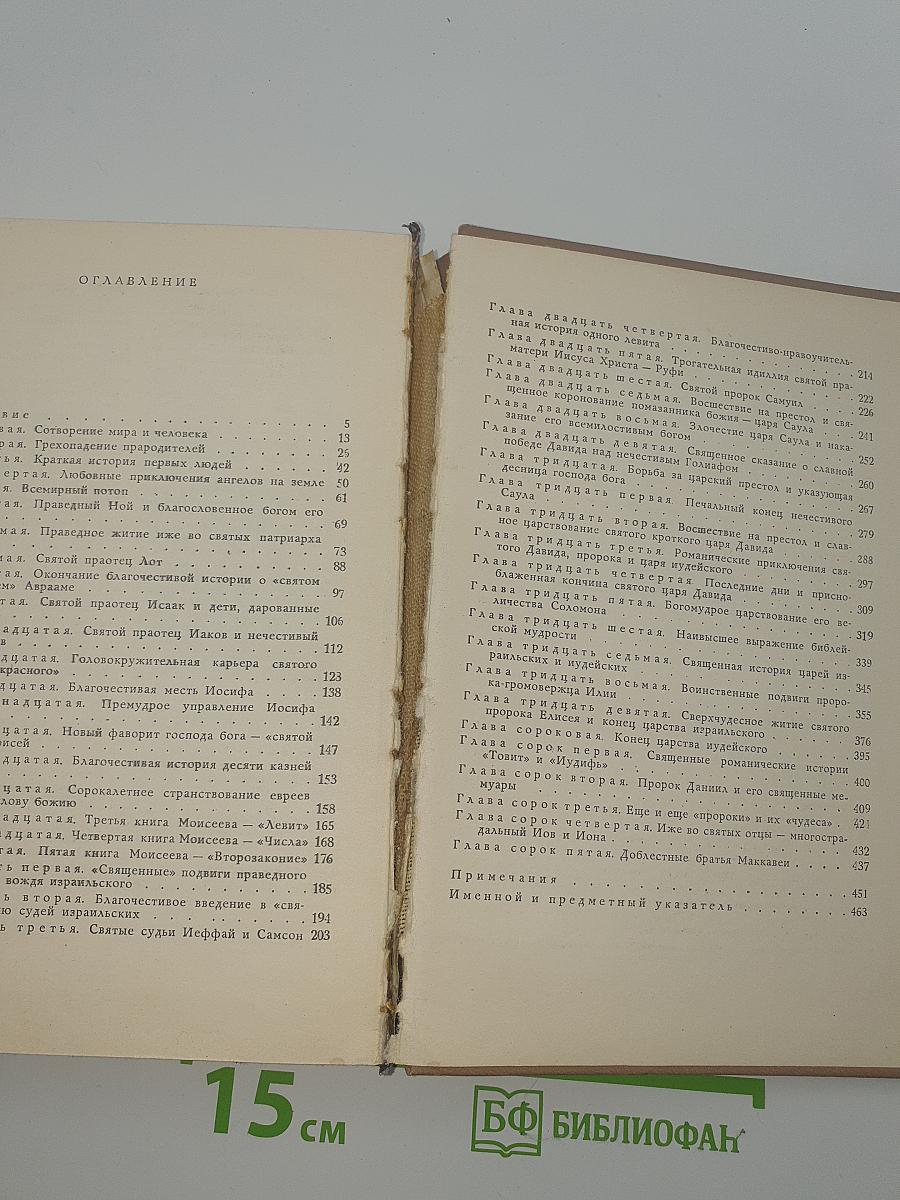 ОГЛАВЛЕНИЕ
5
вая. Сотворение мира и человека 13
рая. Грехопадение прародителей 26
ья. Краткая история первых людей 42
вертая. Любовные приключения ангелов на земле 50
я. Всемирный потоп 61
тая. Праведный Ной и благословенное богом его
69
мая. Праведное житие иже во святых патриарха
73
мая. Святой праотец Лот 88
тая. Окончание благочестивой истории о «святом
ем» Аврааме 97
тая. Святой праотец Исаак и дети, дарованные
106
надцатая. Святой праотец Иаков и нечестивый
в 112
дцатая. Головокружительная карьера святого
красного» 123
дцатая. Благочестивая месть Иосифа 138
надцатая. Премудрое управление Иосифа
142
дцатая. Новый фаворит господа бога — «святой
исей 147
дцатая. Благочестивая история десяти казней
153
цатая. Сорокалетнее странствование евреев
лову божию 158
надцатая. Третья книга Моисеева — «Левит» 165
надцатая. Четвертая книга Моисеева — «Числа» 168
тая. Пятая книга Моисеева — «Второзаконие» 176
ть первая. «Священные» подвиги праведного
вождя израильского 185
ь вторая. Благочестивое введение в «свя-
ю судей израильских 194
ь третья. Святые судьи Иеффай и Самсон 203
Глава двадцать четвертая. Благочестиво-нравоучитель-
ная история одного левита 214
Глава двадцать пятая. Трогательная идиллия святой пра-
матери Иисуса Христа — Руфи 222
Глава двадцать шестая. Святой пророк Самуил 226
Глава двадцать седьмая. Восшествие на престол и свя-
щенное коронование помазанника божия — царя Саула 241
Глава двадцать восьмая. Злочестие царя Саула и нака-
зание его всемилостивым богом 252
Глава двадцать девятая. Священное сказание о славной
победе Давида над нечестивым Голиафом 260
Глава тридцатая. Борьба за царский престол и указующая
десница господа бога 267
Глава тридцать первая. Печальный конец нечестивого
Саула 279
Глава тридцать вторая. Восшествие на престол и слав-
ное царствование святого кроткого царя Давида 288
Глава тридцать третья. Романические приключения свя-
того Давида, пророка и царя иудейского 297
Глава тридцать четвертая. Последние дни и присно-
блаженная кончина святого царя Давида 309
Глава тридцать пятая. Богомудрое царствование его ве-
личества Соломона 319
Глава тридцать шестая. Наивысшее выражение библей-
ской мудрости 339
Глава тридцать седьмая. Священная история царей из-
раильских и иудейских 345
Глава тридцать восьмая. Воинственные подвиги проро-
ка-громовержца Илии 355
Глава тридцать девятая. Сверхчудесное житие святого
пророка Елисея и конец царства израильского 376
Глава сороковая. Конец царства иудейского 395
Глава сорок первая. Священные романические истории
«Товит» и «Иудифь» 400
Глава сорок вторая. Пророк Даниил и его священные ме-
муары 409
Глава сорок третья. Еще и еще «пророки» и их «чудеса» 421
Глава сорок четвертая. Иже во святых отцы — многостра-
дальный Иов и Иона 432
Глава сорок пятая. Доблестные братья Маккавеи 437
Примечания 451
Именной и предметный указатель 463
15 см
БФ БИБЛИОФАН